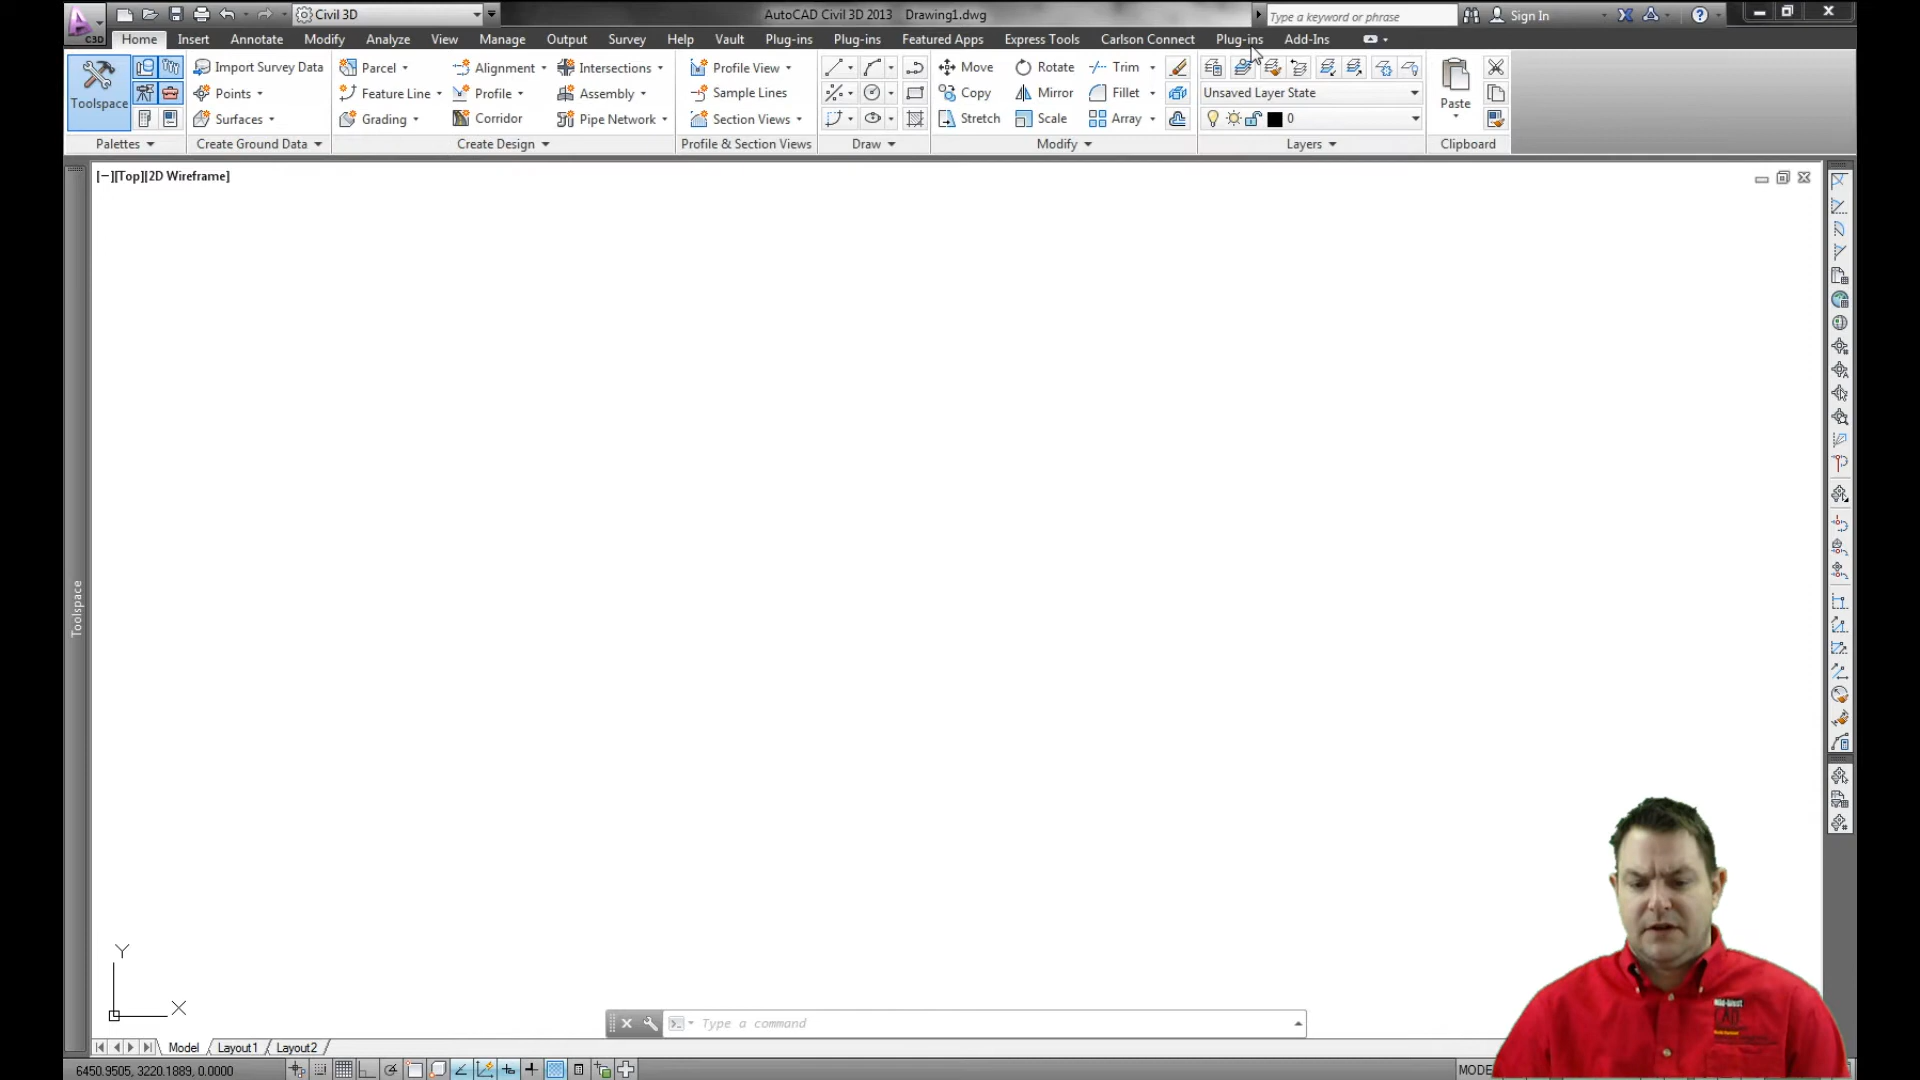 Civil 3D AutoCAD Civil 3D 2013 Drawing1.dwg Type a keyword or phrase Sign In
C3D Home Insert Annotate Modify Analyze View Manage Output Survey Help Vault Plug-ins Plug-ins Featured Apps Express Tools Carlson Connect Plug-ins Add-Ins
Import Survey Data Parcel Alignment Intersections Profile View Move Rotate Trim
Toolspace Points Feature Line Profile Assembly Sample Lines Copy Mirror Fillet Unsaved Layer State Paste
Surfaces Grading Corridor Pipe Network Section Views Stretch Scale Array 0
Palettes Create Ground Data Create Design Profile & Section Views Draw Modify Layers Clipboard
[−][Top][2D Wireframe]
Toolspace
Y
X
Type a command
Model Layout1 Layout2
6450.9505, 3220.1889, 0.0000 MODE